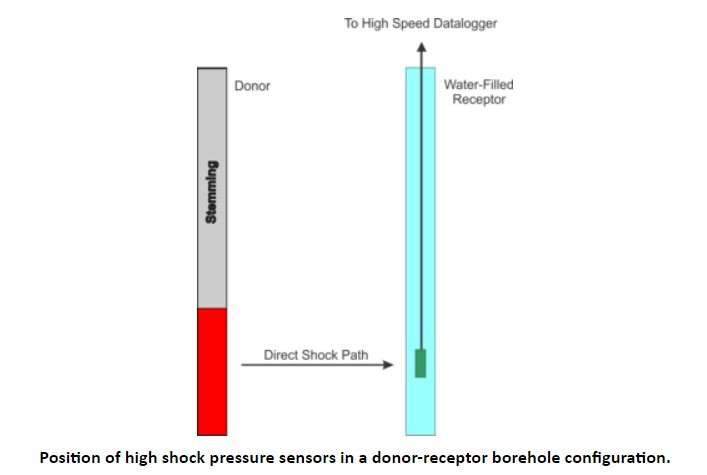 To High Speed Datalogger
Donor
Water-Filled
Receptor
Stemming
Direct Shock Path
Position of high shock pressure sensors in a donor-receptor borehole configuration.